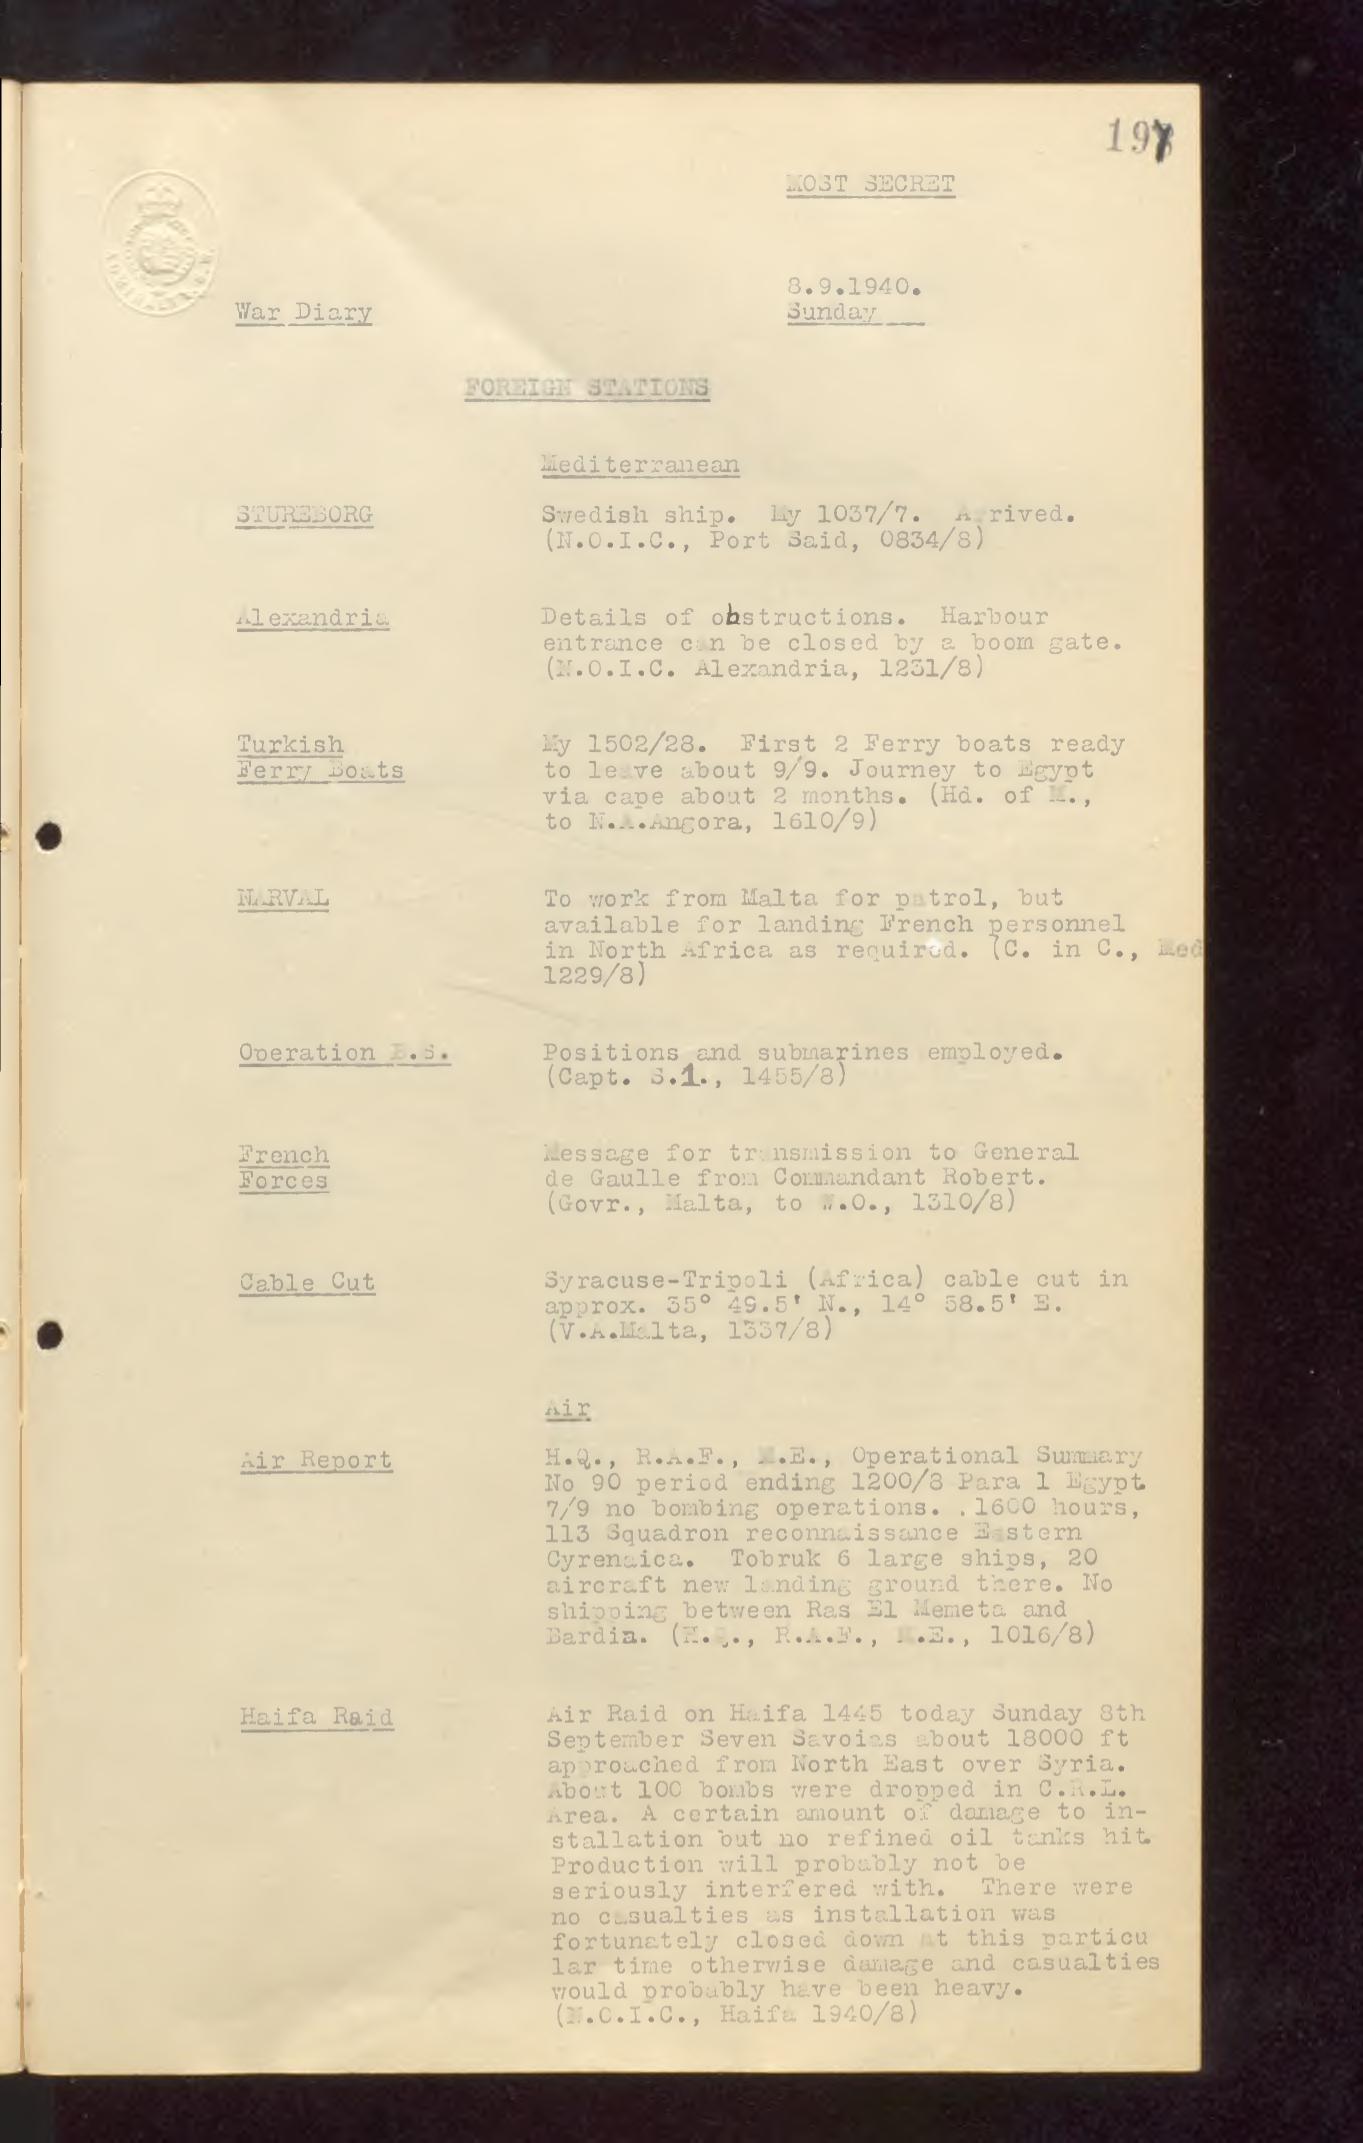 197
MOST SECRET
8.9.1940.
War Diary
Sunday
FOREIGN STATIONS
Mediterranean
STUREBORG
Swedish ship. My 1037/7. Arrived.
(N.O.I.C., Port Said, 0834/8)
Alexandria
Details of obstructions. Harbour
entrance can be closed by a boom gate.
(N.O.I.C. Alexandria, 1231/8)
Turkish
Ferry Boats
My 1502/28. First 2 Ferry boats ready
to leave about 9/9. Journey to Egypt
via cape about 2 months. (Hd. of M.,
to N.A.Angora, 1610/9)
NARVAL
To work from Malta for patrol, but
available for landing French personnel
in North Africa as required. (C. in C., Med
1229/8)
Operation B.S.
Positions and submarines employed.
(Capt. S.1., 1455/8)
French
Forces
Message for transmission to General
de Gaulle from Commandant Robert.
(Govr., Malta, to W.O., 1310/8)
Cable Cut
Syracuse-Tripoli (Africa) cable cut in
approx. 35° 49.5' N., 14° 58.5' E.
(V.A.Malta, 1337/8)
Air
Air Report
H.Q., R.A.F., M.E., Operational Summary
No 90 period ending 1200/8 Para 1 Egypt.
7/9 no bombing operations. .1600 hours,
113 Squadron reconnaissance Eastern
Cyrenaica. Tobruk 6 large ships, 20
aircraft new landing ground there. No
shipping between Ras El Memeta and
Bardia. (H.Q., R.A.F., M.E., 1016/8)
Haifa Raid
Air Raid on Haifa 1445 today Sunday 8th
September Seven Savoias about 18000 ft
approached from North East over Syria.
About 100 bombs were dropped in C.R.L.
Area. A certain amount of damage to in-
stallation but no refined oil tanks hit.
Production will probably not be
seriously interfered with. There were
no casualties as installation was
fortunately closed down at this particu
lar time otherwise damage and casualties
would probably have been heavy.
(N.O.I.C., Haifa 1940/8)